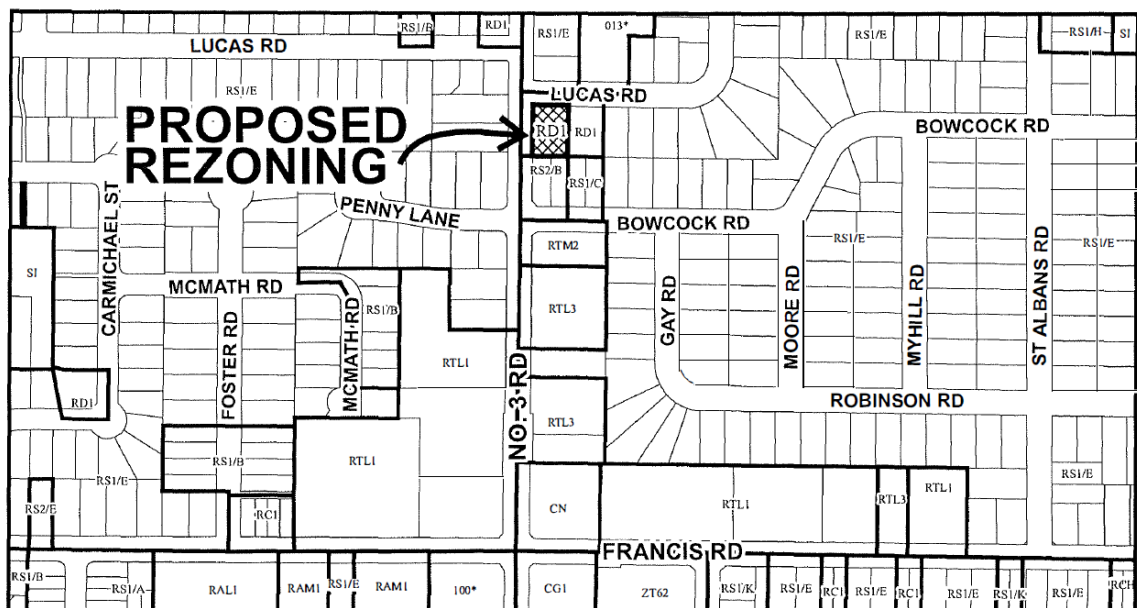 RS1/B
RD1
RS1/E
013*
RS1/E
RS1/H
SI
LUCAS RD
RS1/E
LUCAS RD
PROPOSED
REZONING
RD1
RD1
BOWCOCK RD
RS2/B
RS1/C
CARMICHAEL ST
PENNY LANE
BOWCOCK RD
RTM2
RS1/E
RS1/E
SI
MCMATH RD
FOSTER RD
MCMATH RD
RS1/B
RTL3
GAY RD
MOORE RD
MYHILL RD
ST ALBANS RD
RTL1
NO. 3 RD
RD1
ROBINSON RD
RTL3
RS1/B
RTL1
RS1/E
RS1/E
RS2/E
RC1
CN
RTL1
RTL3
RTL1
FRANCIS RD
RS1/B
RS1/A
RAL1
RAM1
RS1/E
RAM1
100*
CG1
ZT62
RS1/K
RS1/E
RC1
RS1/E
RC1
RS1/E
RS1/K
RS1/E